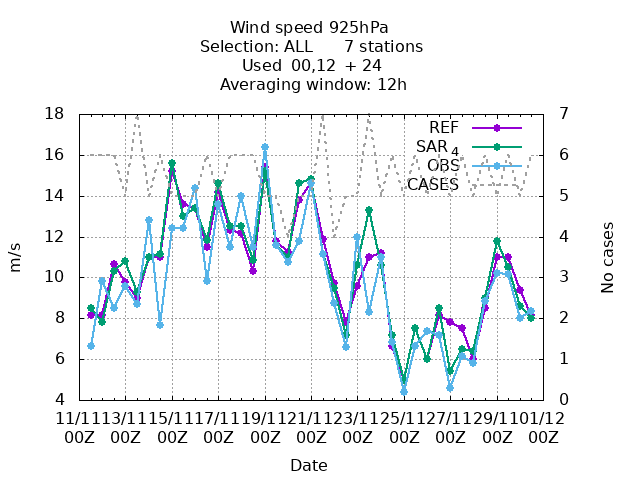 Wind speed 925hPa
Selection: ALL 7 stations
Used 00,12 + 24
Averaging window: 12h
18 7
REF
SAR 4
16 6
OBS
CASES
14 5
12 4
m/s No cases
10 3
8 2
6 1
4 0
11/11 13/11 15/11 17/11 19/11 21/11 23/11 25/11 27/11 29/11 01/12
00Z 00Z 00Z 00Z 00Z 00Z 00Z 00Z 00Z 00Z 00Z
Date